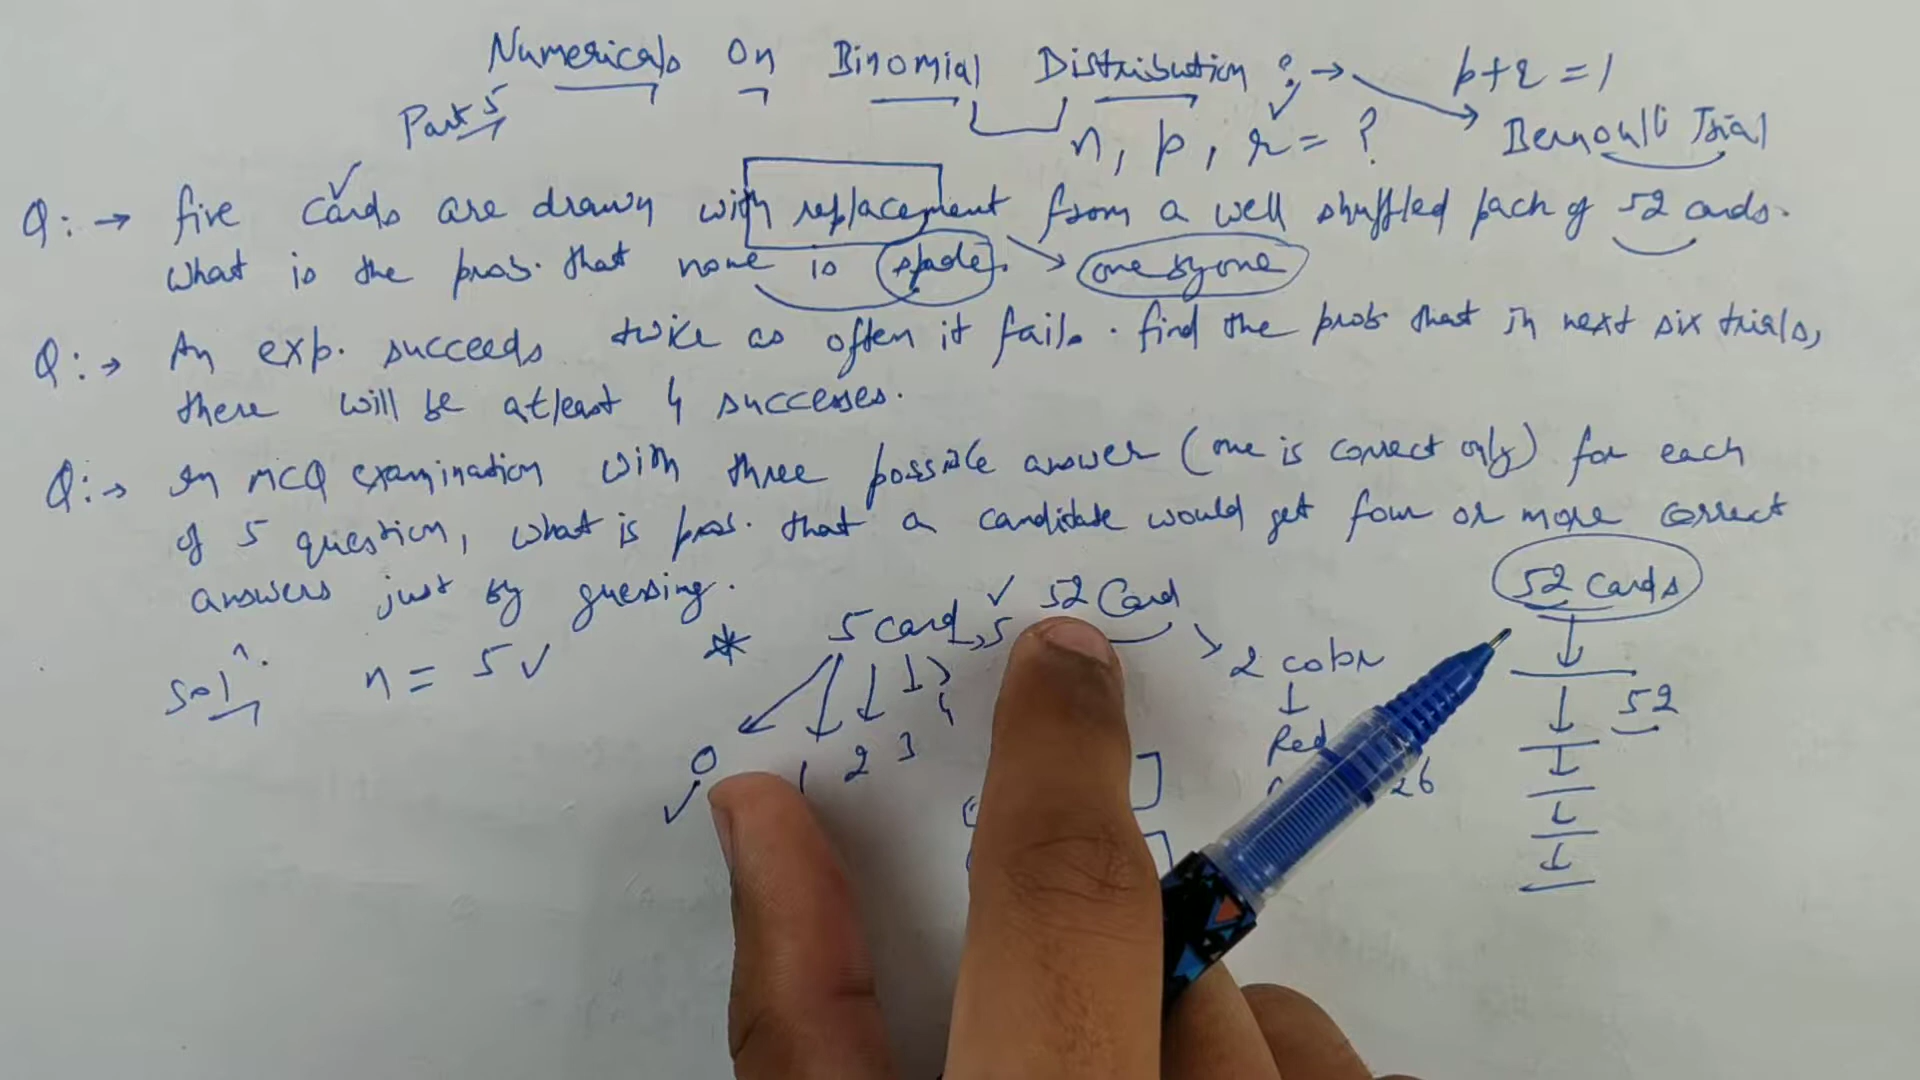 Numericals On Binomial Distribution :→ p+q=1
Part 5
n, p, r = ?
Bernoulli Trial
Q:→ five cards are drawn with replacement from a well shuffled pack of 52 cards.
What is the prob. that none is spade. one by one
Q:→ An exp. succeeds twice as often it fails. find the prob. that in next six trials,
there will be atleast 4 successes.
Q:→ In MCQ examination with three possible answer (one is correct only) for each
of 5 question, what is prob. that a canditate would get four or more correct
answers just by guessing.
Soln. n = 5 ✓
* 5 card, 5 ✓ 52 Card
0 1 2 3 4
2 color
Red
26
52 cards
52